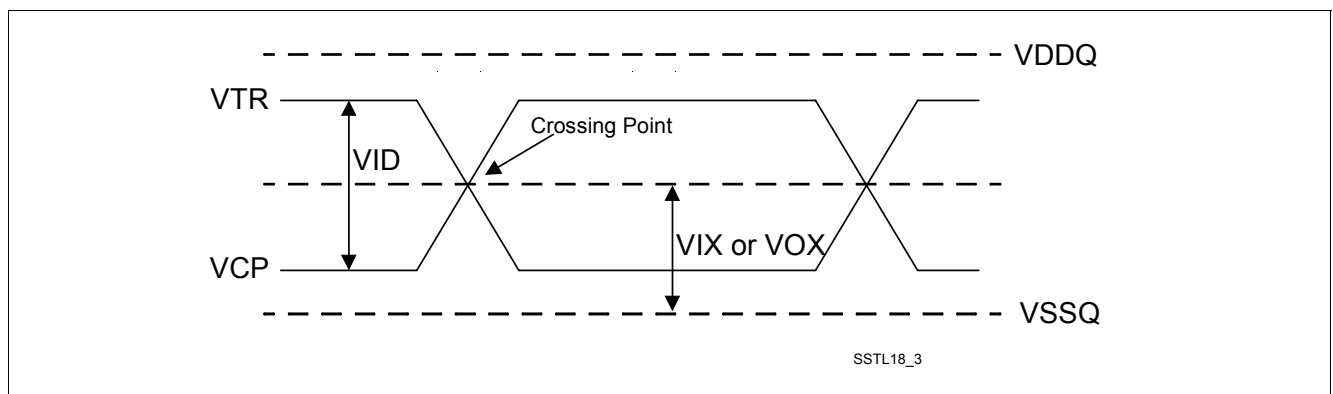 VDDQ
VTR
Crossing Point
VID
VIX or VOX
VCP
VSSQ
SSTL18_3